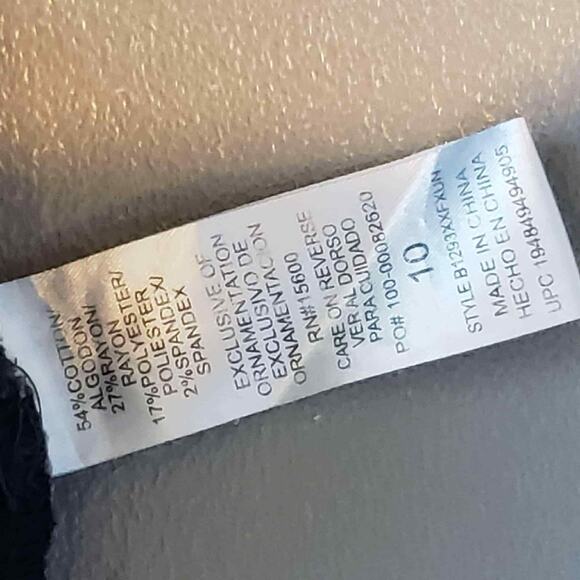 54%COTTON/
ALGODON
27%RAYON/
RAYON
17%POLYESTER/
POLIESTER
2%SPANDEX/
SPANDEX
EXCLUSIVE OF
ORNAMENTATION
EXCLUSIVO DE
ORNAMENTACION
RN#15600
CARE ON REVERSE
VER AL DORSO
PARA CUIDADO
PO# 100-00082620
10
STYLE B1293XXFXUN
MADE IN CHINA
HECHO EN CHINA
UPC 194849494905